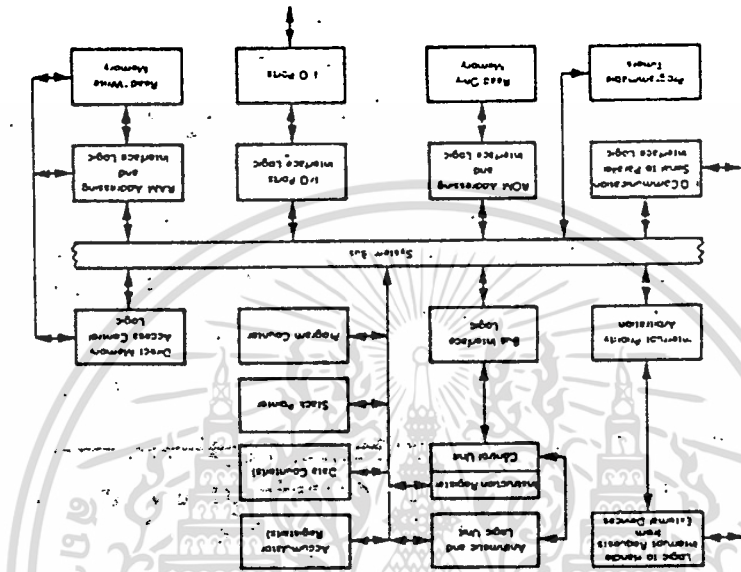 Logic to Handle
Interrupt Requests
from
External Devices
Arithmetic and
Logic Unit
Accumulator
Register(s)
Instruction Register
Control Unit
Data Counter(s)
Stack Pointer
Interrupt Priority
Arbitration
Bus Interface
Logic
Program Counter
Direct Memory
Access Control
Logic
System Bus
I/O Communication
Serial to Parallel
Interface Logic
ROM Addressing
and
Interface Logic
I/O Ports
Interface Logic
RAM Addressing
and
Interface Logic
Programmable
Timers
Read Only
Memory
I/O Ports
Read/Write
Memory